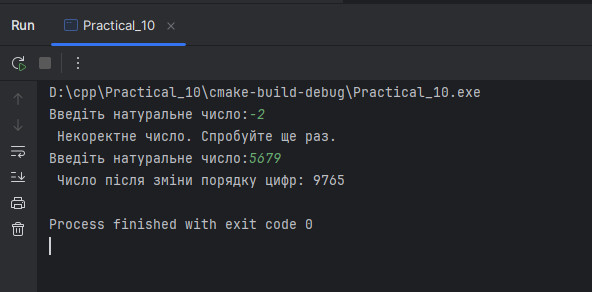 Run Practical_10
D:\cpp\Practical_10\cmake-build-debug\Practical_10.exe
Введіть натуральне число:-2
Некоректне число. Спробуйте ще раз.
Введіть натуральне число:5679
Число після зміни порядку цифр: 9765
Process finished with exit code 0